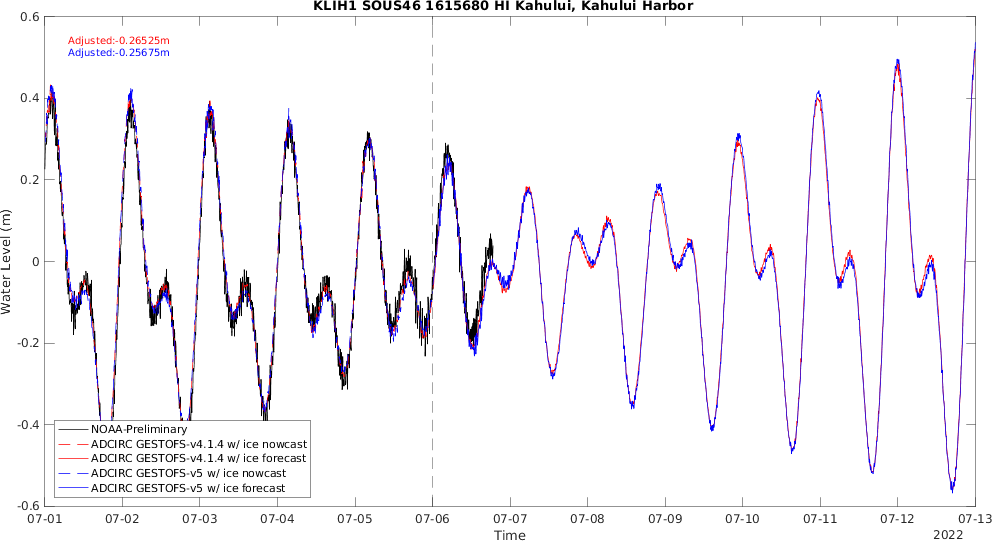 KLIH1 SOUS46 1615680 HI Kahului, Kahului Harbor
Adjusted:-0.26525m
Adjusted:-0.25675m
0.6
0.4
0.2
0
-0.2
-0.4
-0.6
Water Level (m)
NOAA-Preliminary
ADCIRC GESTOFS-v4.1.4 w/ ice nowcast
ADCIRC GESTOFS-v4.1.4 w/ ice forecast
ADCIRC GESTOFS-v5 w/ ice nowcast
ADCIRC GESTOFS-v5 w/ ice forecast
07-01 07-02 07-03 07-04 07-05 07-06 07-07 07-08 07-09 07-10 07-11 07-12 07-13
Time
2022